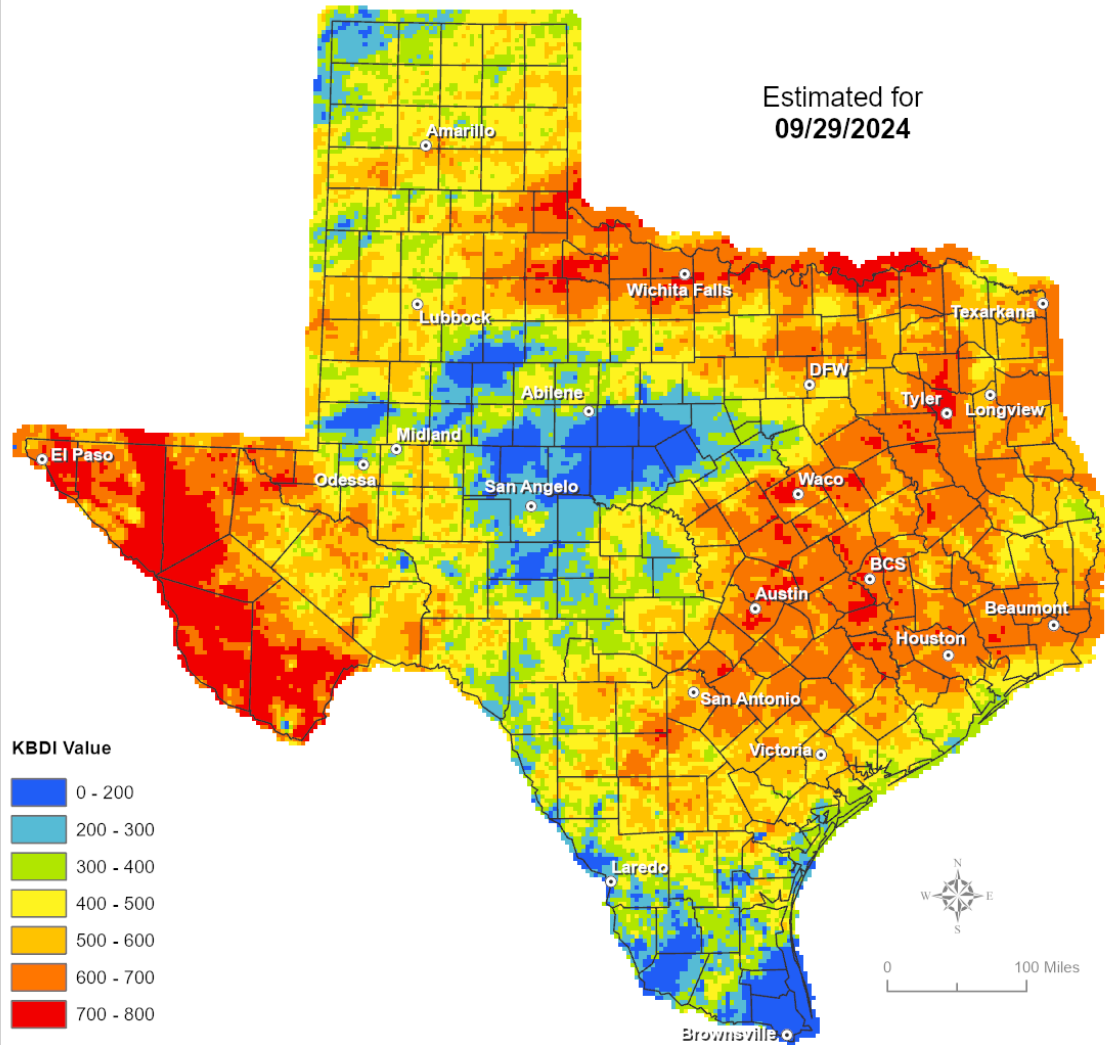 Estimated for
09/29/2024
Amarillo
Wichita Falls
Lubbock
Texarkana
DFW
Abilene
Tyler
Longview
Midland
El Paso
Odessa
San Angelo
Waco
BCS
Austin
Beaumont
Houston
San Antonio
Victoria
KBDI Value
0 - 200
200 - 300
300 - 400
400 - 500
500 - 600
600 - 700
700 - 800
Laredo
N
W E
S
0 100 Miles
Brownsville